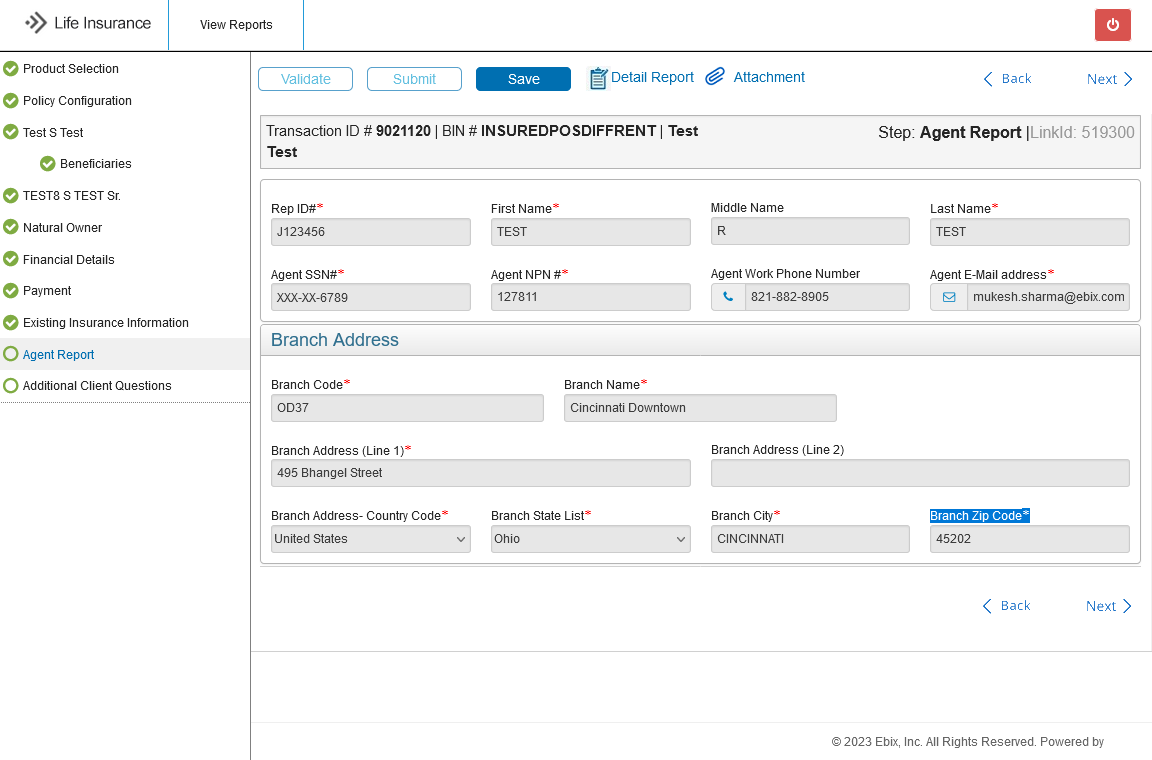 Life Insurance
View Reports
Product Selection
Policy Configuration
Test S Test
Beneficiaries
TEST8 S TEST Sr.
Natural Owner
Financial Details
Payment
Existing Insurance Information
Agent Report
Additional Client Questions
Validate Submit Save Detail Report Attachment Back Next
Transaction ID # 9021120 | BIN # INSUREDPOSDIFFRENT | Test
Test
Step: Agent Report |LinkId: 519300
Rep ID#* First Name* Middle Name Last Name*
J123456 TEST R TEST
Agent SSN#* Agent NPN #* Agent Work Phone Number Agent E-Mail address*
XXX-XX-6789 127811 821-882-8905 mukesh.sharma@ebix.com
Branch Address
Branch Code* Branch Name*
OD37 Cincinnati Downtown
Branch Address (Line 1)* Branch Address (Line 2)
495 Bhangel Street
Branch Address- Country Code* Branch State List* Branch City* Branch Zip Code*
United States Ohio CINCINNATI 45202
Back Next
© 2023 Ebix, Inc. All Rights Reserved. Powered by